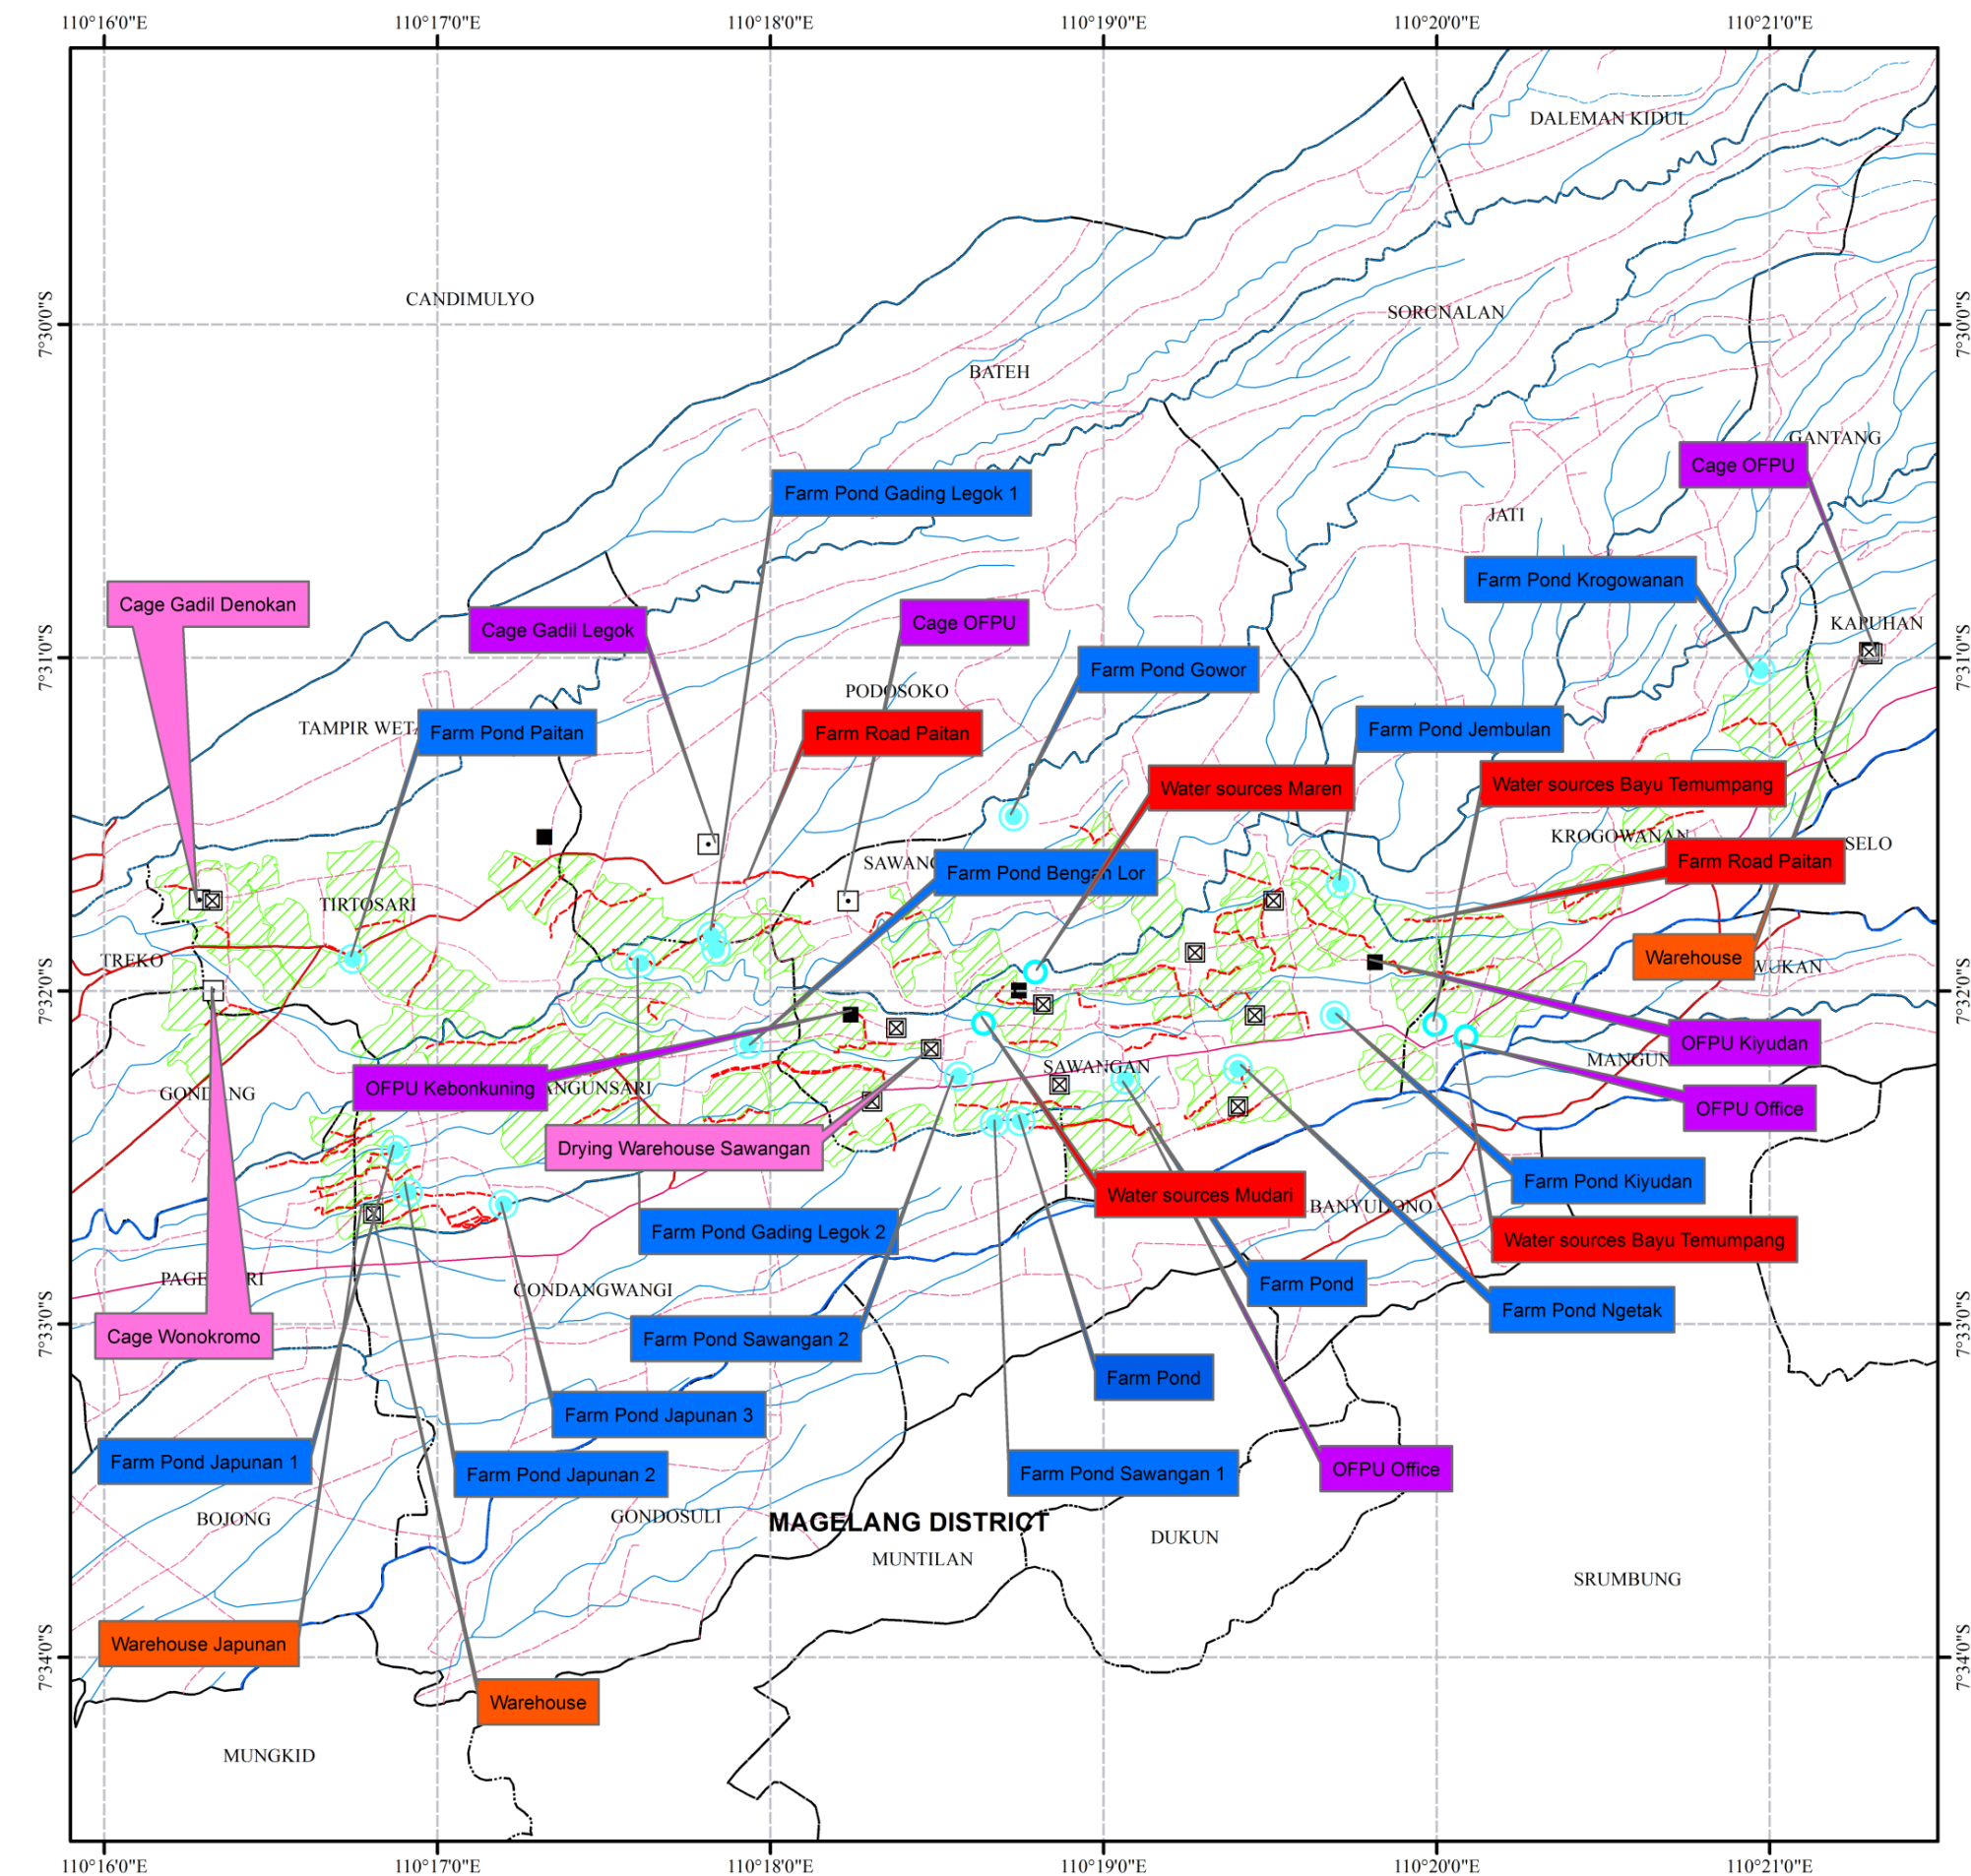 110°16'0"E
110°17'0"E
110°18'0"E
110°19'0"E
110°20'0"E
110°21'0"E
DALEMAN KIDUL
CANDIMULYO
7°30'0"S
SORCNALAN
7°30'0"S
BATEH
GANTANG
Cage OFPU
Farm Pond Gading Legok 1
JATI
Farm Pond Krogowanan
Cage Gadil Denokan
Cage Gadil Legok
Cage OFPU
KAPUHAN
7°31'0"S
7°31'0"S
Farm Pond Gowor
PODOSOKO
TAMPIR WETA
Farm Pond Paitan
Farm Road Paitan
Farm Pond Jembulan
Water sources Maren
Water sources Bayu Temumpang
KROGOWANAN
SELO
SAWANG
Farm Road Paitan
Farm Pond Bengan Lor
TIRTOSARI
TREKO
Warehouse
WUKAN
7°32'0"S
7°32'0"S
OFPU Kiyudan
MANGUN
SAWANGAN
GONDANG
OFPU Kebonkuning
ANGUNSARI
OFPU Office
Drying Warehouse Sawangan
Farm Pond Kiyudan
Water sources Mudari
BANYUDONO
Farm Pond Gading Legok 2
Water sources Bayu Temumpang
PAGE
RI
CONDANGWANGI
Farm Pond
Farm Pond Ngetak
7°33'0"S
7°33'0"S
Cage Wonokromo
Farm Pond Sawangan 2
Farm Pond
Farm Pond Japunan 3
Farm Pond Japunan 1
Farm Pond Japunan 2
Farm Pond Sawangan 1
OFPU Office
BOJONG
GONDOSULI
MAGELANG DISTRICT
DUKUN
MUNTILAN
SRUMBUNG
Warehouse Japunan
7°34'0"S
7°34'0"S
Warehouse
MUNGKID
110°16'0"E
110°17'0"E
110°18'0"E
110°19'0"E
110°20'0"E
110°21'0"E